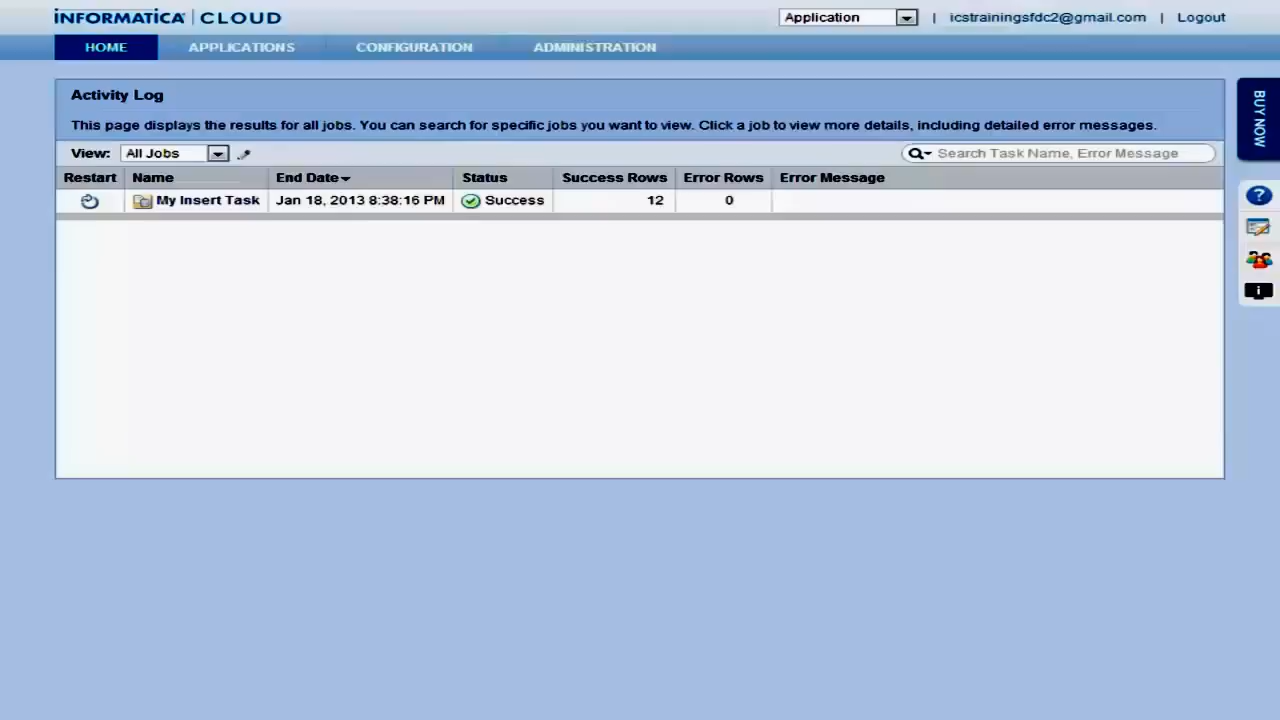 INFORMATICA | CLOUD
Application | icstrainingsfdc2@gmail.com | Logout
HOME APPLICATIONS CONFIGURATION ADMINISTRATION
Activity Log
This page displays the results for all jobs. You can search for specific jobs you want to view. Click a job to view more details, including detailed error messages.
View: All Jobs Search Task Name, Error Message
Restart Name End Date Status Success Rows Error Rows Error Message
My Insert Task Jan 18, 2013 8:38:16 PM Success 12 0
BUY NOW
?
i